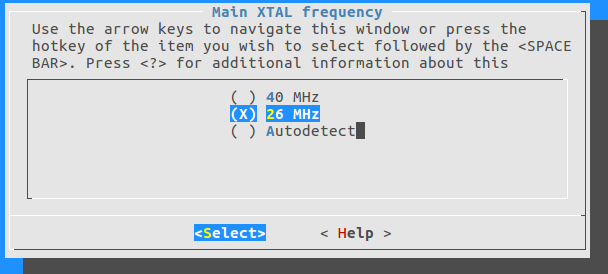 Main XTAL frequency
Use the arrow keys to navigate this window or press the
hotkey of the item you wish to select followed by the <SPACE
BAR>. Press <?> for additional information about this
( ) 40 MHz
(X) 26 MHz
( ) Autodetect
<Select> < Help >